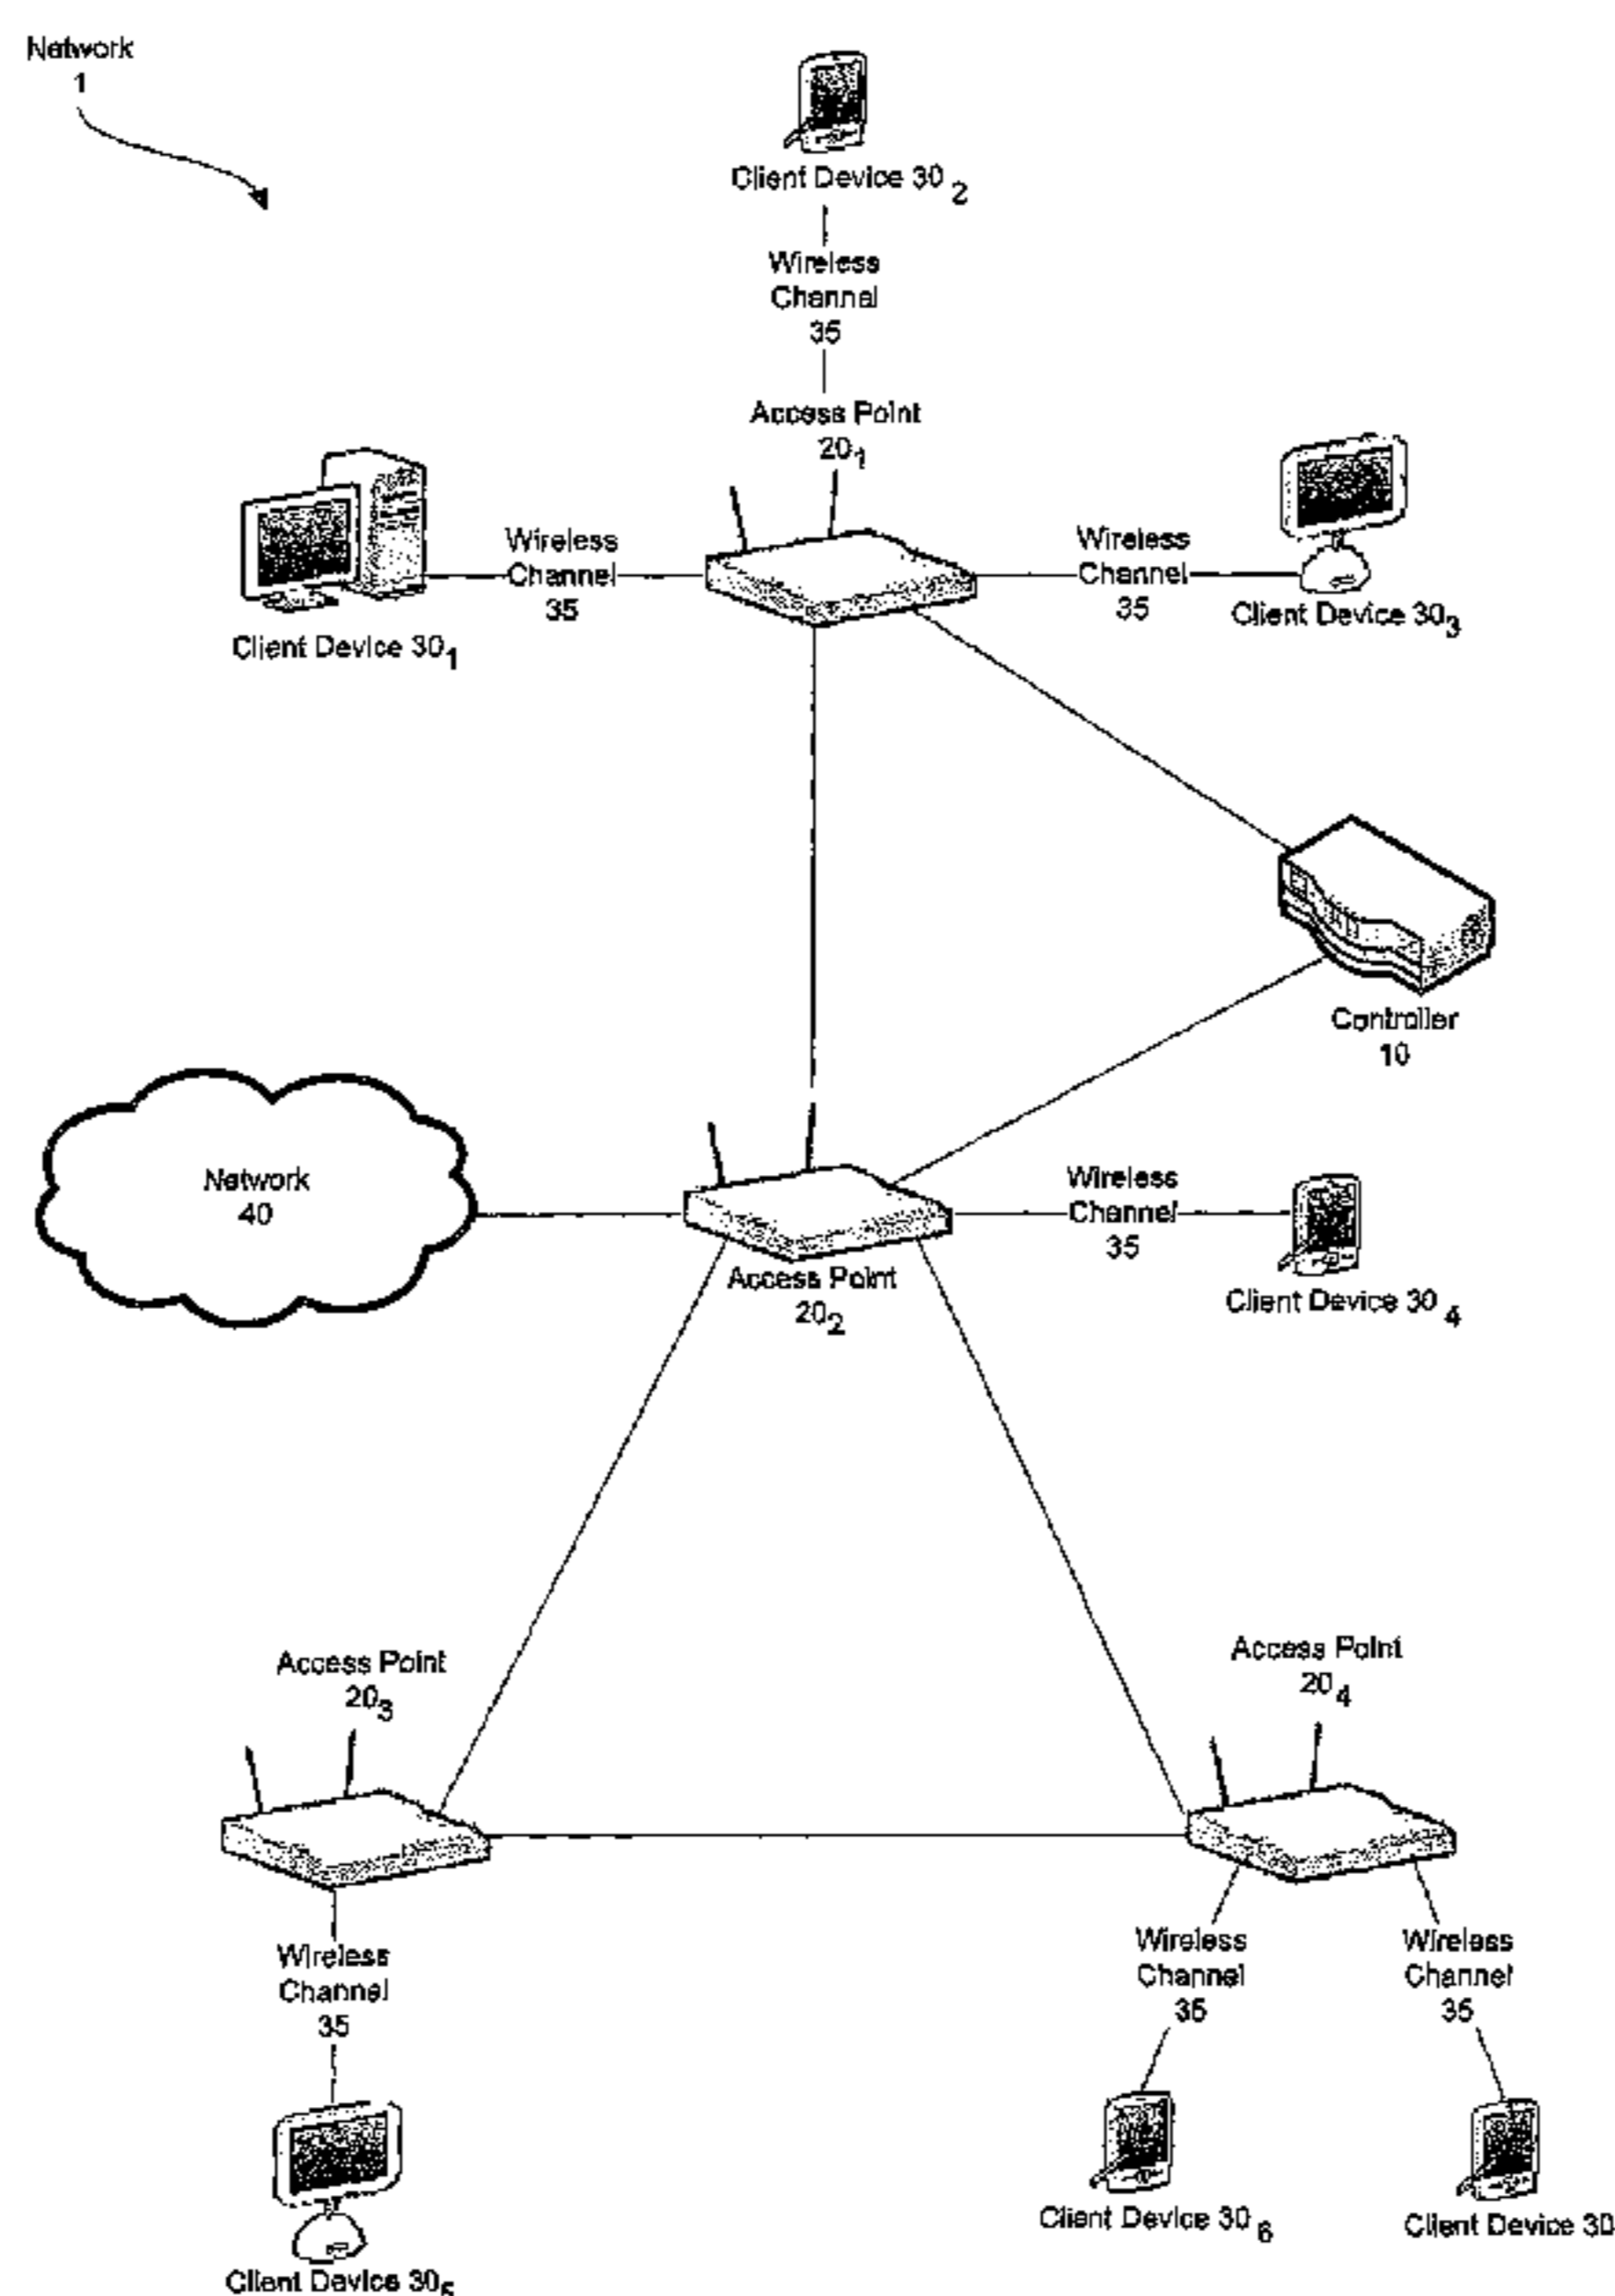 Network
1
Client Device 30 2
Wireless
Channel
35
Access Point
20 1
Wireless
Channel
35
Wireless
Channel
35
Client Device 30 1
Client Device 30 3
Controller
10
Network
40
Wireless
Channel
35
Access Point
20 2
Client Device 30 4
Access Point
20 3
Access Point
20 4
Wireless
Channel
35
Wireless
Channel
35
Wireless
Channel
35
Client Device 30 6
Client Device 30
Client Device 30 5